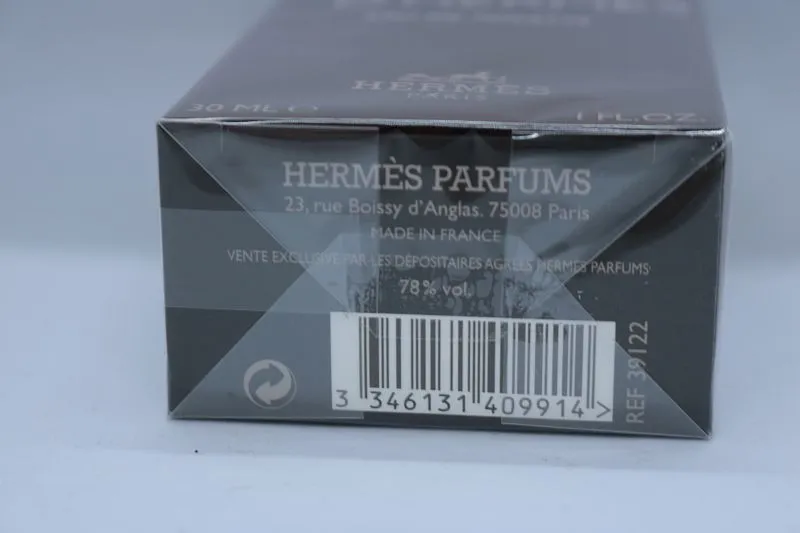 HERMÈS
PARIS
30 ML e
1 FL.OZ
HERMÈS PARFUMS
23, rue Boissy d'Anglas. 75008 Paris
MADE IN FRANCE
VENTE EXCLUSIVE PAR LES DÉPOSITAIRES AGRÉÉS HERMÈS PARFUMS
78% vol.
3 346131 409914 >
REF 39122